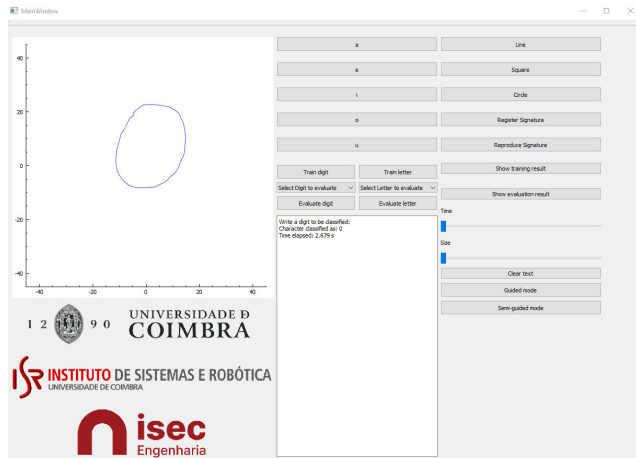 MainWindow
40
20
0
-20
-40
-40 -20 0 20 40
a
e
i
o
u
Train digit Train letter
Select Digit to evaluate Select Letter to evaluate
Evaluate digit Evaluate letter
Write a digit to be classified:
Character classified as: 0
Time elapsed: 2.679 s
Line
Square
Circle
Register Signature
Reproduce Signature
Show training result
Show evaluation result
Time
Size
Clear text
Guided mode
Semi-guided mode
1 2 9 0
UNIVERSIDADE Ð
COIMBRA
ISR INSTITUTO DE SISTEMAS E ROBÓTICA
UNIVERSIDADE DE COIMBRA
isec
Engenharia